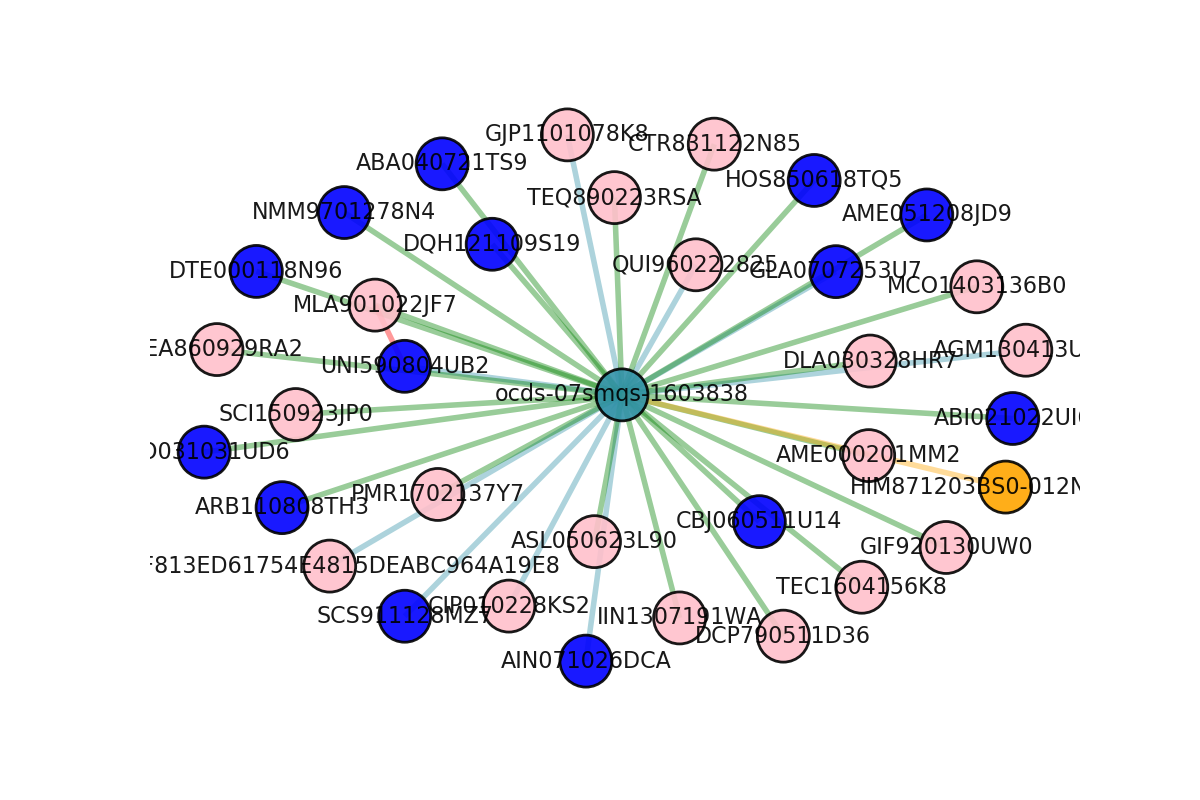 GJP1101078K8
CTR831122N85
ABA040721TS9
HOS850618TQ5
TEQ890223RSA
NMM9701278N4
AME051208JD9
DQH121109S19
QUI960222825
GLA0707253U7
DTE000118N96
MCO1403136B0
MLA901022JF7
EA860929RA2
AGM130413U
DLA030328HR7
UNI590804UB2
ocds-07smqs-1603838
SCI150923JP0
ABI021022UI
D031031UD6
AME000201MM2
HIM871203BS0-012N
PMR1702137Y7
ARB110808TH3
CBJ060511U14
ASL050623L90
GIF920130UW0
F813ED61754E4815DEABC964A19E8
TEC1604156K8
CIP010228KS2
SCS911128MZ7
IIN1307191WA
DCP790511D36
AIN071026DCA